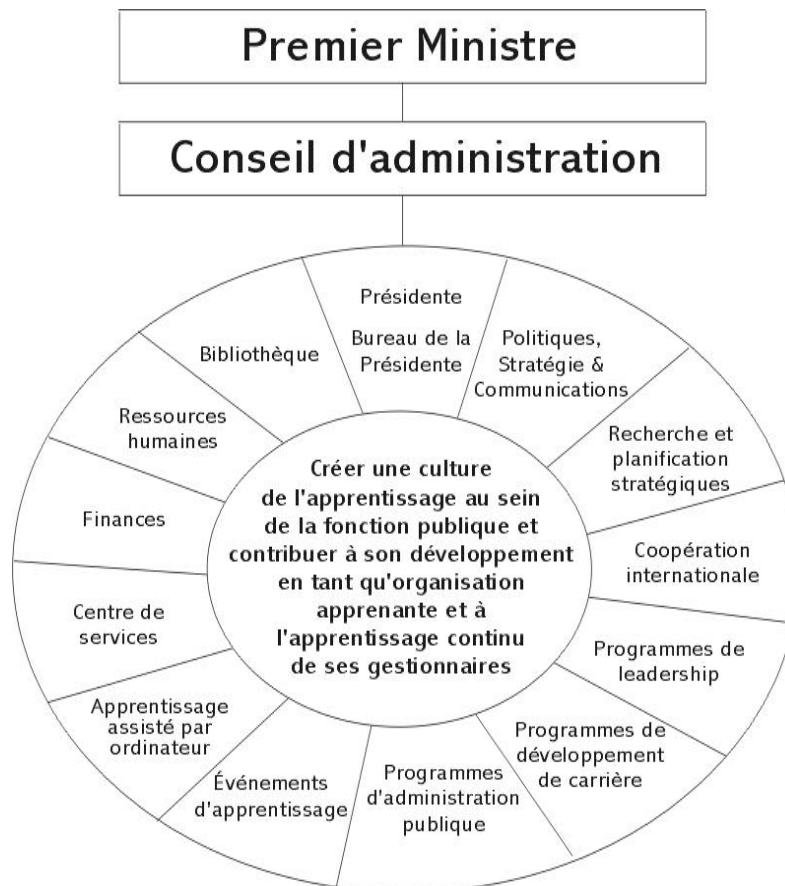 Premier Ministre
Conseil d'administration
Présidente
Bureau de la
Présidente
Politiques,
Stratégie &
Communications
Recherche et
planification
stratégiques
Coopération
internationale
Programmes de
leadership
Programmes de
développement
de carrière
Programmes
d'administration
publique
Événements
d'apprentissage
Apprentissage
assisté par
ordinateur
Centre de
services
Finances
Ressources
humaines
Bibliothèque
Créer une culture
de l'apprentissage au sein
de la fonction publique et
contribuer à son développement
en tant qu'organisation
apprenante et à
l'apprentissage continu
de ses gestionnaires